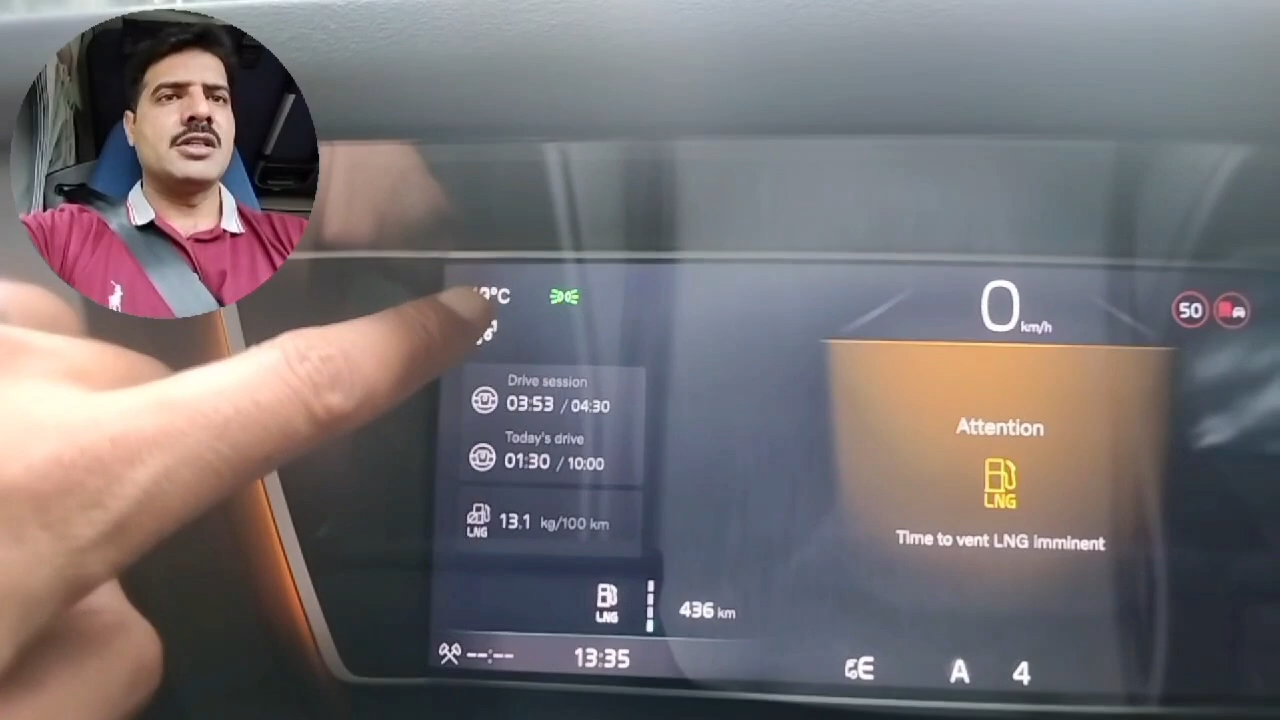 0 km/h
50
Drive session
03:53 / 04:30
Today's drive
01:30 / 10:00
LNG
13.1 kg/100 km
Attention
LNG
Time to vent LNG imminent
LNG
436 km
--:--
13:35
E
A
4